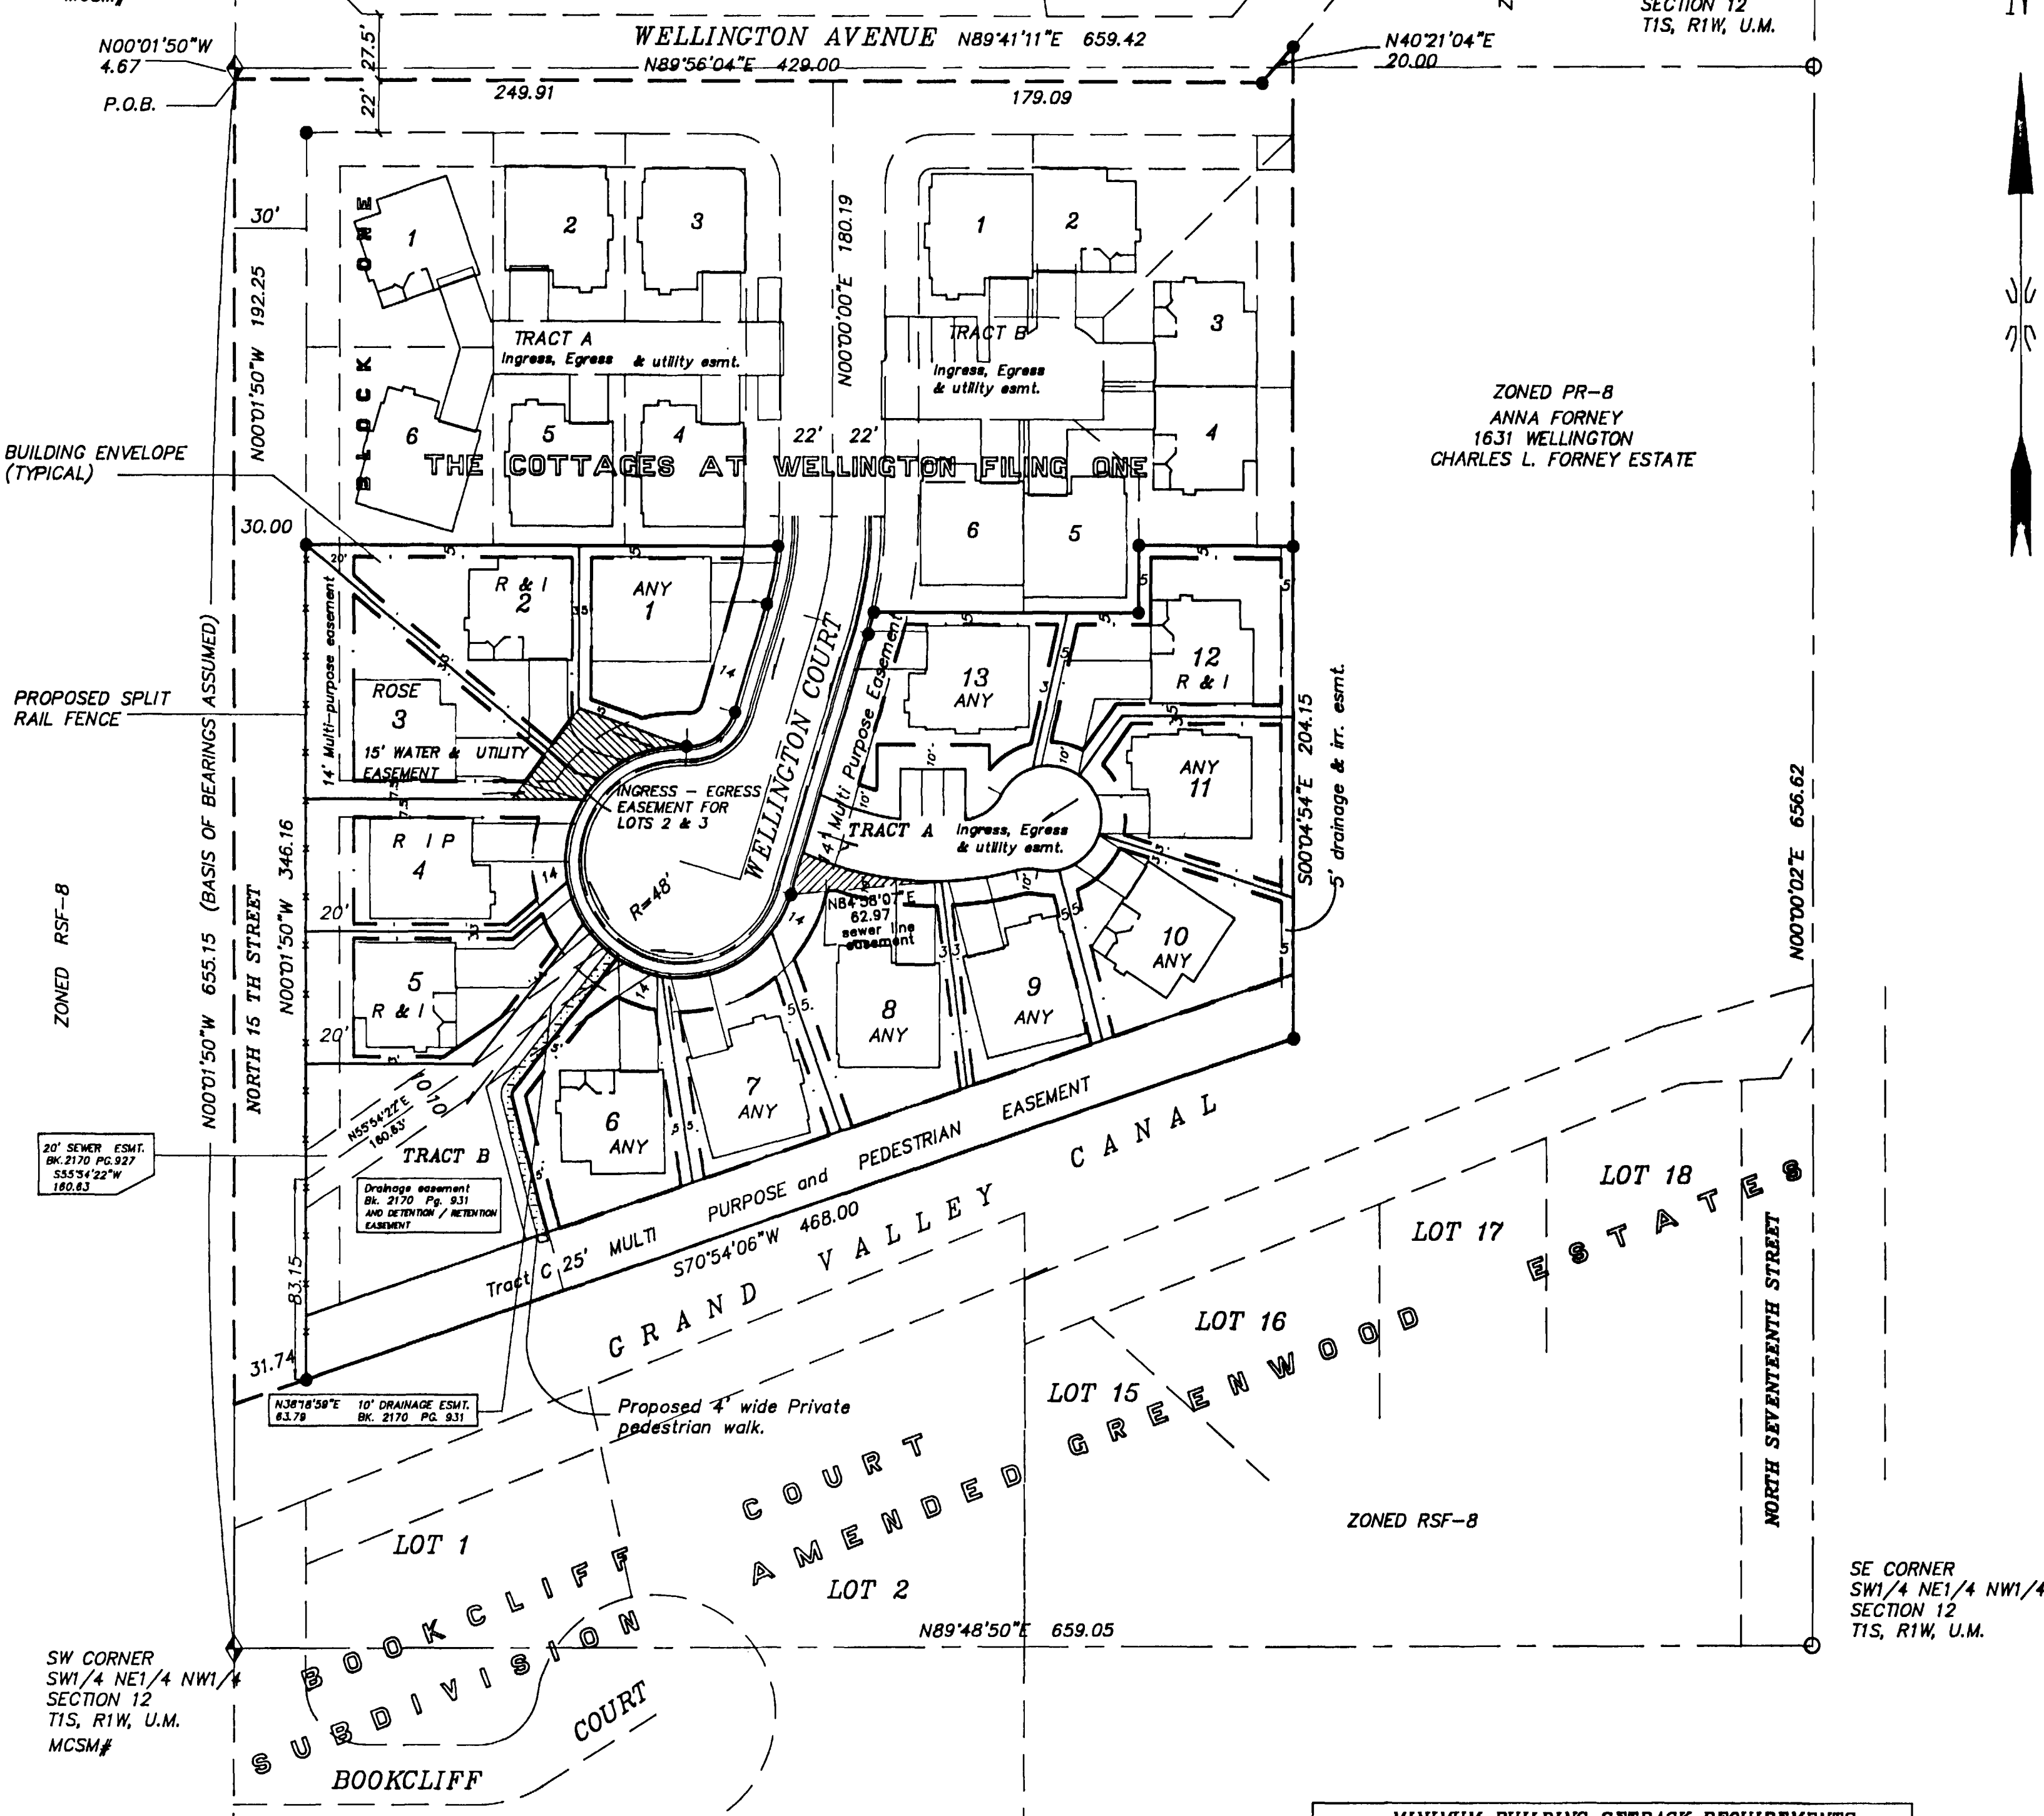 SECTION 12
T1S, R1W, U.M.
N00°01'50"W
4.67
P.O.B.
27.5'
22'
WELLINGTON AVENUE N89°41'11"E 659.42
N89°56'04"E 429.00
249.91
179.09
N40°21'04"E
20.00
30'
BLOCK ONE
1
2
3
1
2
3
N00°01'50"W 192.25
N00°00'00"E 180.19
TRACT A
Ingress, Egress & utility esmt.
TRACT B
Ingress, Egress
& utility esmt.
6
5
4
22' 22'
4
6
5
THE COTTAGES AT WELLINGTON FILING ONE
ZONED PR-8
ANNA FORNEY
1631 WELLINGTON
CHARLES L. FORNEY ESTATE
BUILDING ENVELOPE
(TYPICAL)
30.00
20'
R & I
2
ANY
1
14' Multi-purpose easement
PROPOSED SPLIT
RAIL FENCE
ROSE
3
15' WATER & UTILITY
EASEMENT
14
WELLINGTON COURT
14' Multi Purpose Easement
13
ANY
12
R & I
ANY
11
INGRESS - EGRESS
EASEMENT FOR
LOTS 2 & 3
TRACT A Ingress, Egress
& utility esmt.
S00°04'54"E 204.15
5' drainage & irr. esmt.
N00°00'02"E 656.62
N00°01'50"W 655.15 (BASIS OF BEARINGS ASSUMED)
NORTH 15 TH STREET
N00°01'50"W 346.16
ZONED RSF-8
R I P
4
14
20'
R=48'
14
N84°58'07"E
62.97
sewer line
easement
5
R & I
20'
14
10
ANY
9
ANY
8
ANY
7
ANY
6
ANY
10
10
N55°54'22"E
160.63'
20' SEWER ESMT.
BK.2170 PG.927
S55°54'22"W
160.63
TRACT B
Drainage easement
Bk. 2170 Pg. 931
AND DETENTION / RETENTION
EASEMENT
Tract C 25' MULTI PURPOSE and PEDESTRIAN EASEMENT
S70°54'06"W 468.00
GRAND VALLEY CANAL
83.15
31.74
N38°18'59"E 10' DRAINAGE ESMT.
63.79 BK. 2170 PG. 931
Proposed 4' wide Private
pedestrian walk.
LOT 18
LOT 17
LOT 16
LOT 15
AMENDED GREENWOOD ESTATES
NORTH SEVENTEENTH STREET
LOT 1
LOT 2
BOOKCLIFF COURT
SUBDIVISION
ZONED RSF-8
N89°48'50"E 659.05
SW CORNER
SW1/4 NE1/4 NW1/4
SECTION 12
T1S, R1W, U.M.
MCSM#
SE CORNER
SW1/4 NE1/4 NW1/4
SECTION 12
T1S, R1W, U.M.
COURT
BOOKCLIFF
MINIMUM BUILDING SETBACK REQUIREMENTS